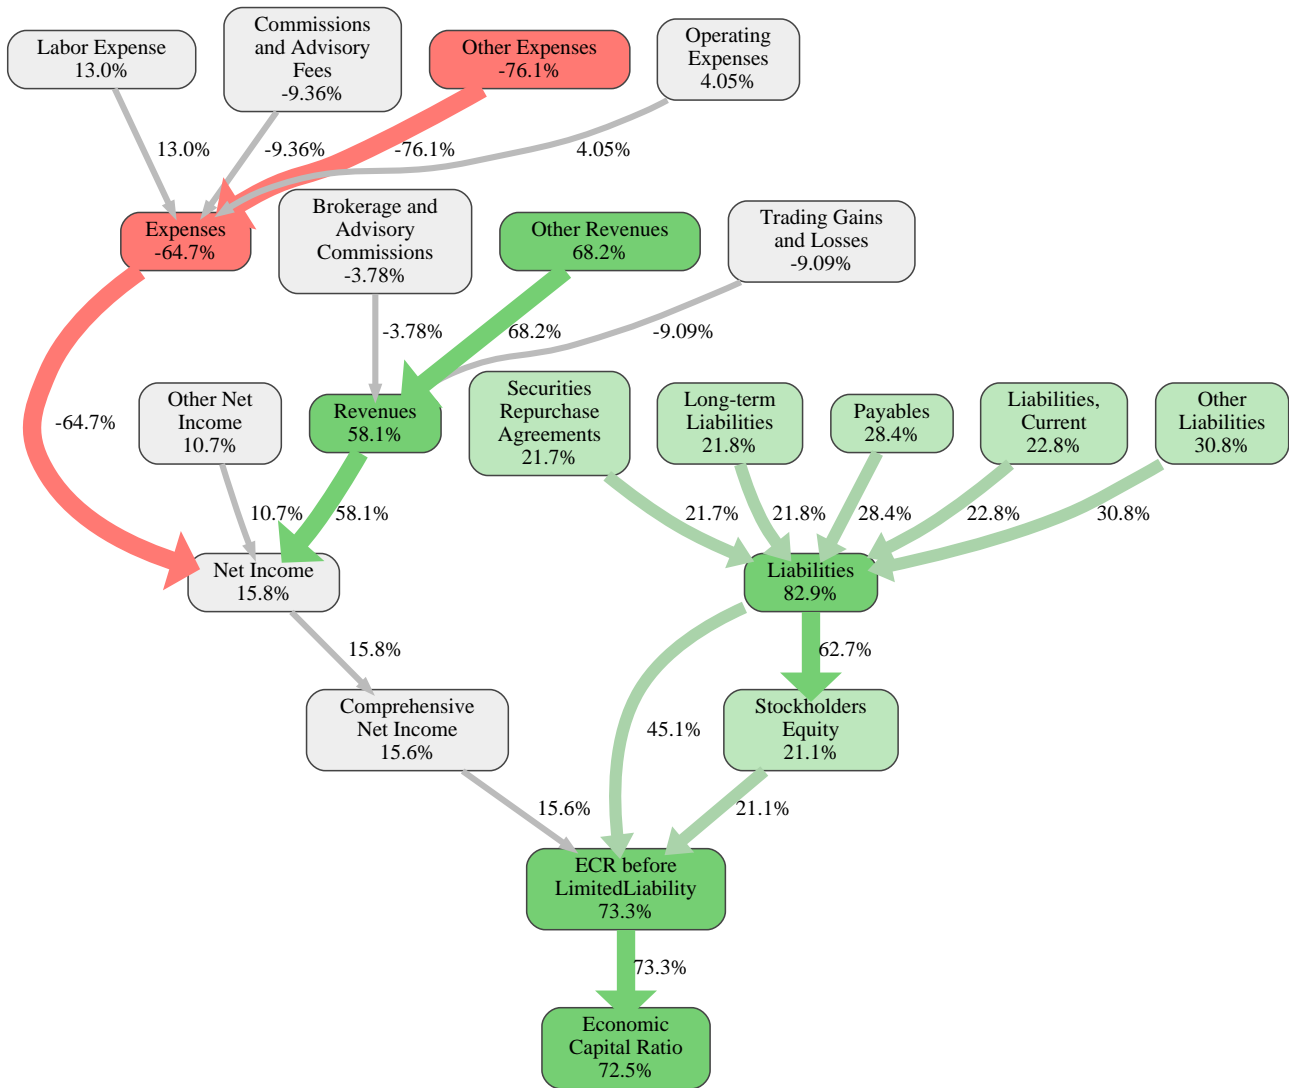 Labor Expense
13.0%
Commissions
and Advisory
Fees
-9.36%
Other Expenses
-76.1%
Operating
Expenses
4.05%
13.0%
-9.36%
-76.1%
4.05%
Expenses
-64.7%
Brokerage and
Advisory
Commissions
-3.78%
Other Revenues
68.2%
Trading Gains
and Losses
-9.09%
-3.78%
68.2%
-9.09%
-64.7%
Other Net
Income
10.7%
Revenues
58.1%
Securities
Repurchase
Agreements
21.7%
Long-term
Liabilities
21.8%
Payables
28.4%
Liabilities,
Current
22.8%
Other
Liabilities
30.8%
10.7%
58.1%
21.7%
21.8%
28.4%
22.8%
30.8%
Net Income
15.8%
Liabilities
82.9%
15.8%
62.7%
Comprehensive
Net Income
15.6%
45.1%
Stockholders
Equity
21.1%
15.6%
21.1%
ECR before
LimitedLiability
73.3%
73.3%
Economic
Capital Ratio
72.5%